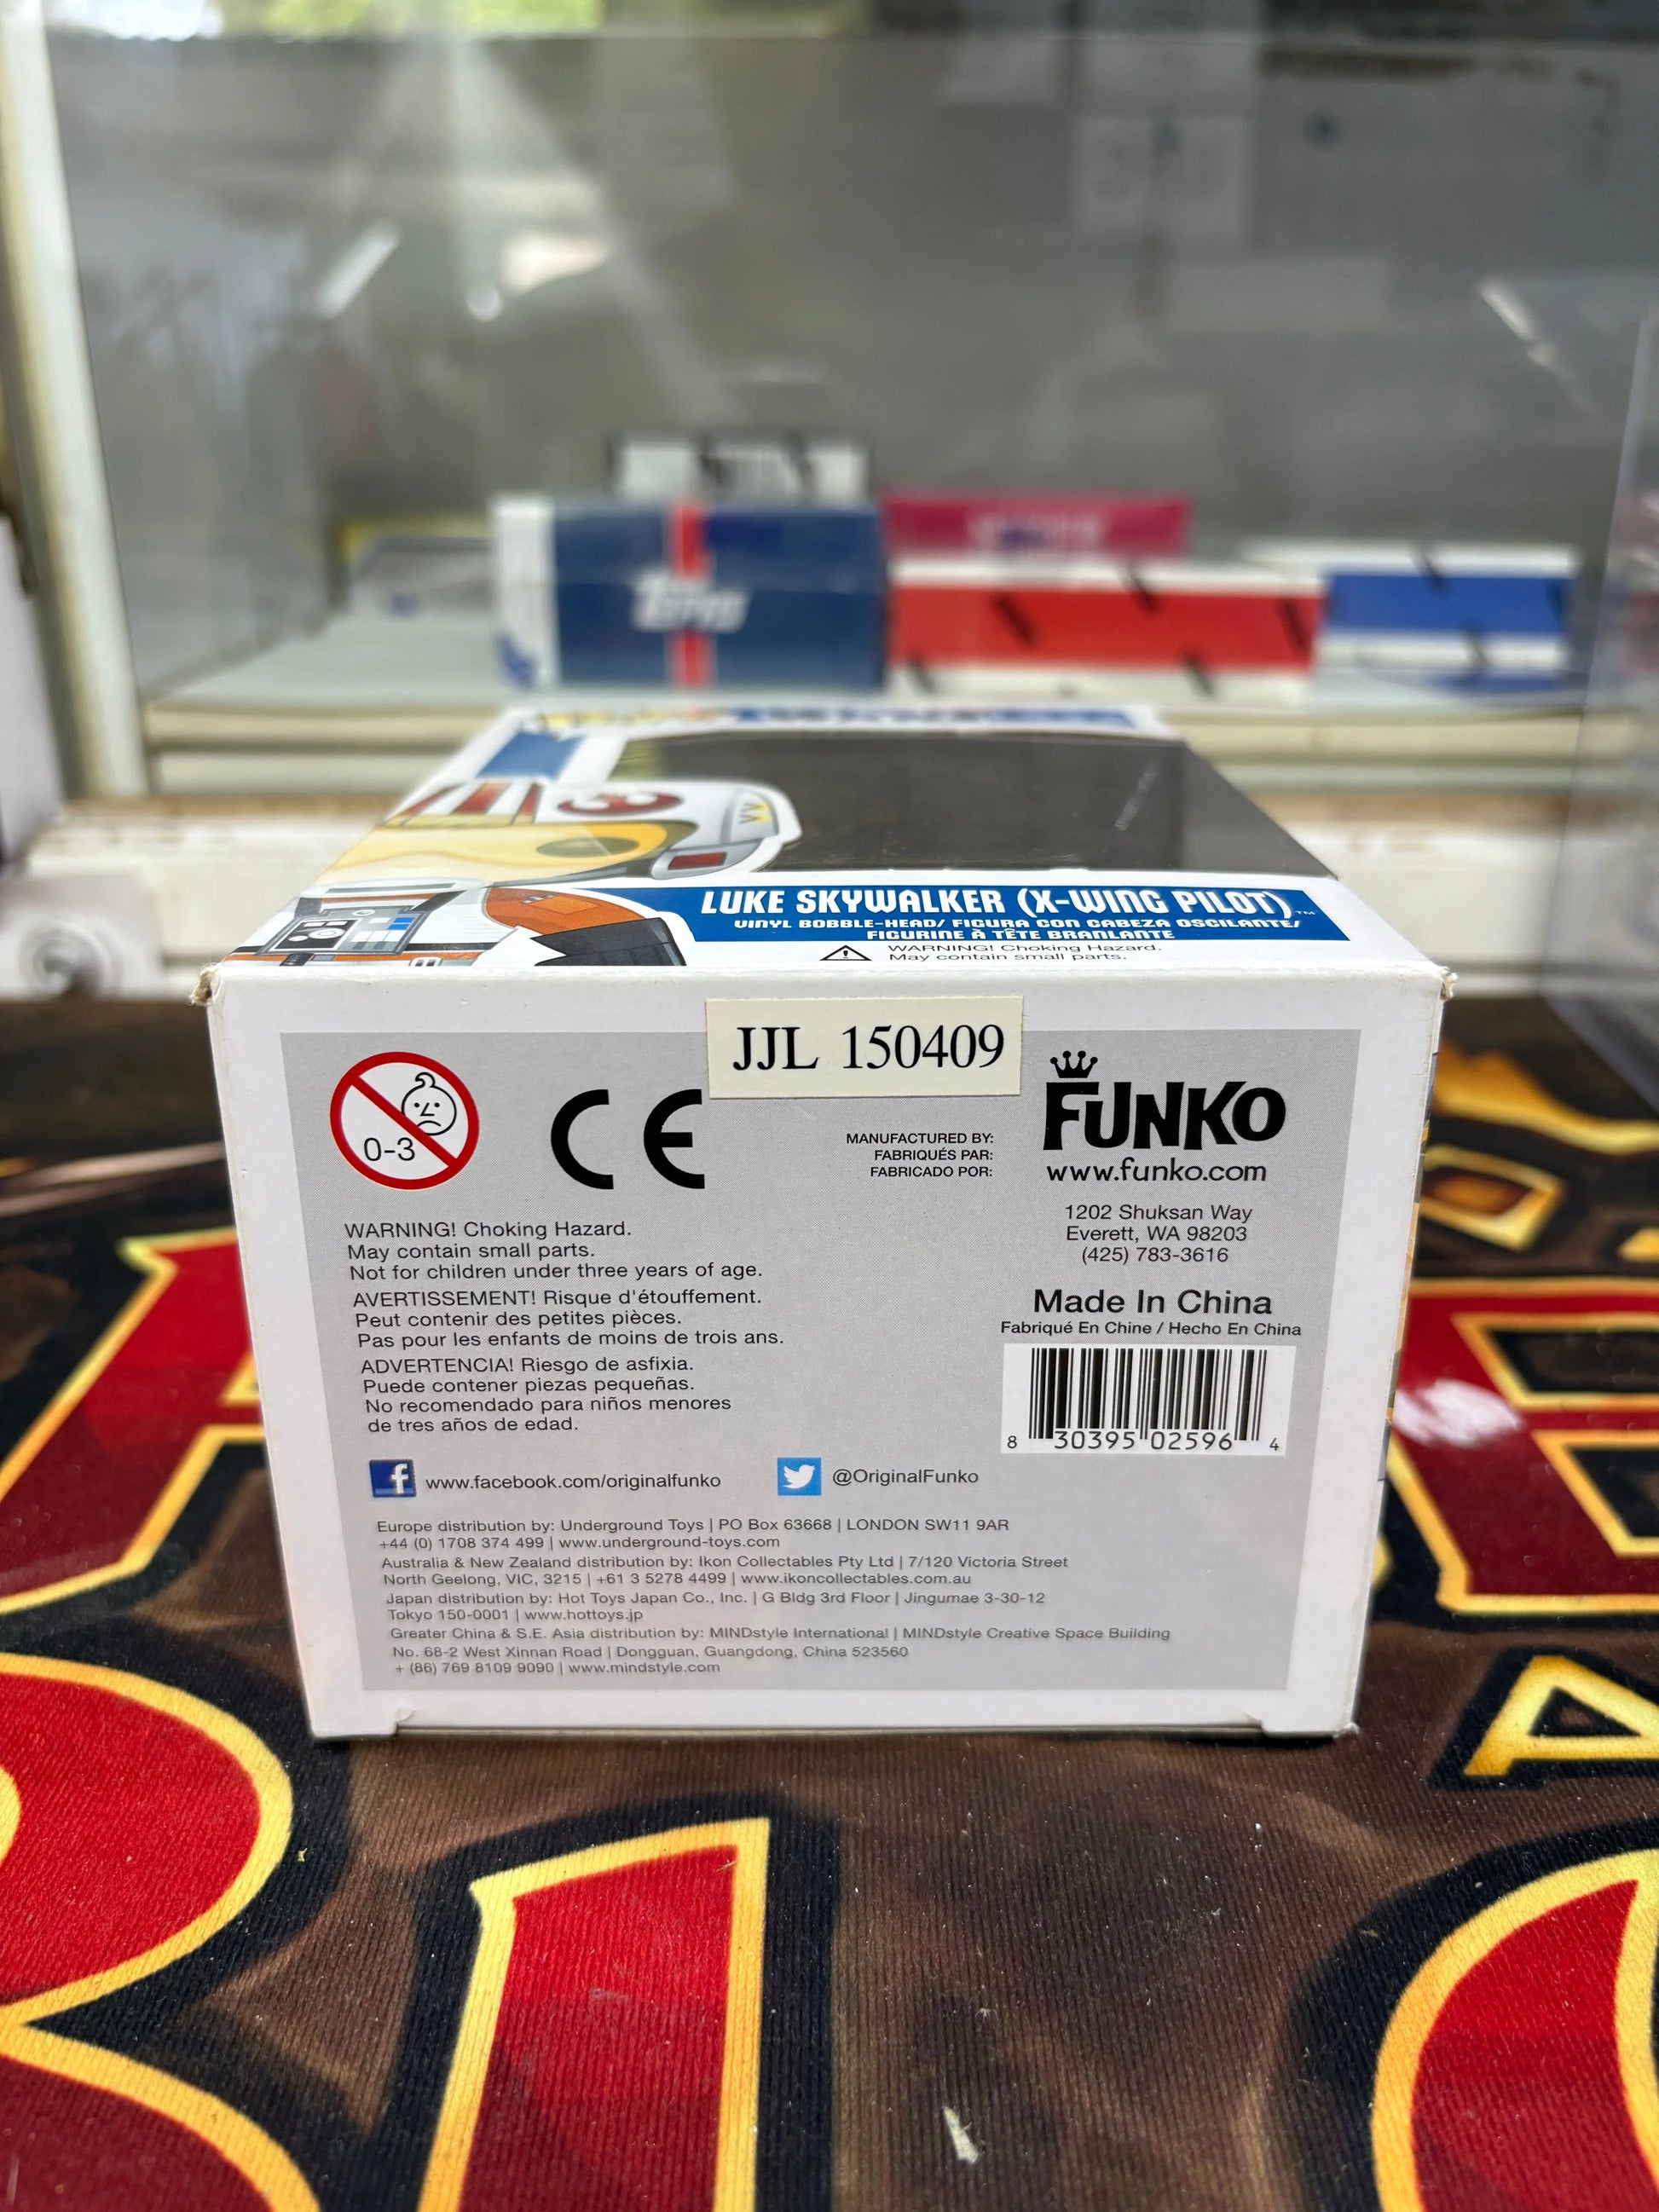 Topps
LUKE SKYWALKER (X-WING PILOT)™
VINYL BOBBLE-HEAD/ FIGURA CON CABEZA OSCILANTE/
FIGURINE À TÊTE BRANLANTE
WARNING! Choking Hazard.
May contain small parts.
JJL 150409
0-3
CE
MANUFACTURED BY:
FABRIQUÉS PAR:
FABRICADO POR:
FUNKO
www.funko.com
1202 Shuksan Way
Everett, WA 98203
(425) 783-3616
WARNING! Choking Hazard.
May contain small parts.
Not for children under three years of age.
AVERTISSEMENT! Risque d'étouffement.
Peut contenir des petites pièces.
Pas pour les enfants de moins de trois ans.
ADVERTENCIA! Riesgo de asfixia.
Puede contener piezas pequeñas.
No recomendado para niños menores
de tres años de edad.
Made In China
Fabriqué En Chine / Hecho En China
8 30395 02596 4
f www.facebook.com/originalfunko
@OriginalFunko
Europe distribution by: Underground Toys | PO Box 63668 | LONDON SW11 9AR
+44 (0) 1708 374 499 | www.underground-toys.com
Australia & New Zealand distribution by: Ikon Collectables Pty Ltd | 7/120 Victoria Street
North Geelong, VIC, 3215 | +61 3 5278 4499 | www.ikoncollectables.com.au
Japan distribution by: Hot Toys Japan Co., Inc. | G Bldg 3rd Floor | Jingumae 3-30-12
Tokyo 150-0001 | www.hottoys.jp
Greater China & S.E. Asia distribution by: MINDstyle International | MINDstyle Creative Space Building
No. 68-2 West Xinnan Road | Dongguan, Guangdong, China 523560
+ (86) 769 8109 9090 | www.mindstyle.com